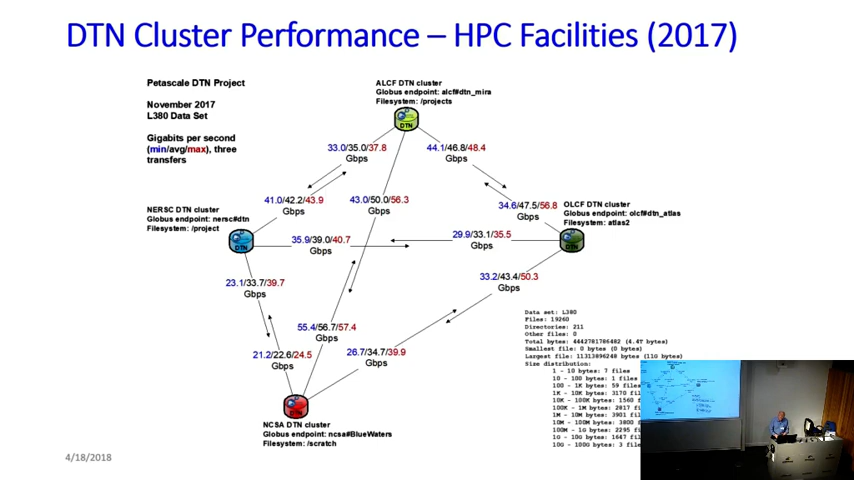 DTN Cluster Performance – HPC Facilities (2017)
Petascale DTN Project
November 2017
L380 Data Set
Gigabits per second
(min/avg/max), three
transfers
ALCF DTN cluster
Globus endpoint: alcf#dtn_mira
Filesystem: /projects
DTN
33.0/35.0/37.8
Gbps
44.1/46.8/48.4
Gbps
41.0/42.2/43.9
Gbps
43.0/50.0/56.3
Gbps
34.6/47.5/56.8
Gbps
NERSC DTN cluster
Globus endpoint: nersc#dtn
Filesystem: /project
DTN
OLCF DTN cluster
Globus endpoint: olcf#dtn_atlas
Filesystem: atlas2
DTN
35.9/39.0/40.7
Gbps
29.9/33.1/35.5
Gbps
23.1/33.7/39.7
Gbps
33.2/43.4/50.3
Gbps
55.4/56.7/57.4
Gbps
21.2/22.6/24.5
Gbps
26.7/34.7/39.9
Gbps
DTN
NCSA DTN cluster
Globus endpoint: ncsa#BlueWaters
Filesystem: /scratch
Data set: L380
Files: 19260
Directories: 211
Other files: 0
Total bytes: 4442781786482 (4.4T bytes)
Smallest file: 0 bytes (0 bytes)
Largest file: 11313896248 bytes (11G bytes)
Size distribution:
1 - 10 bytes: 7 files
10 - 100 bytes: 1 files
100 - 1K bytes: 59 files
1K - 10K bytes: 3170 files
10K - 100K bytes: 1560
100K - 1M bytes: 2817
1M - 10M bytes: 3901
10M - 100M bytes: 3800
100M - 1G bytes: 2295
1G - 10G bytes: 1647
10G - 100G bytes: 3
4/18/2018